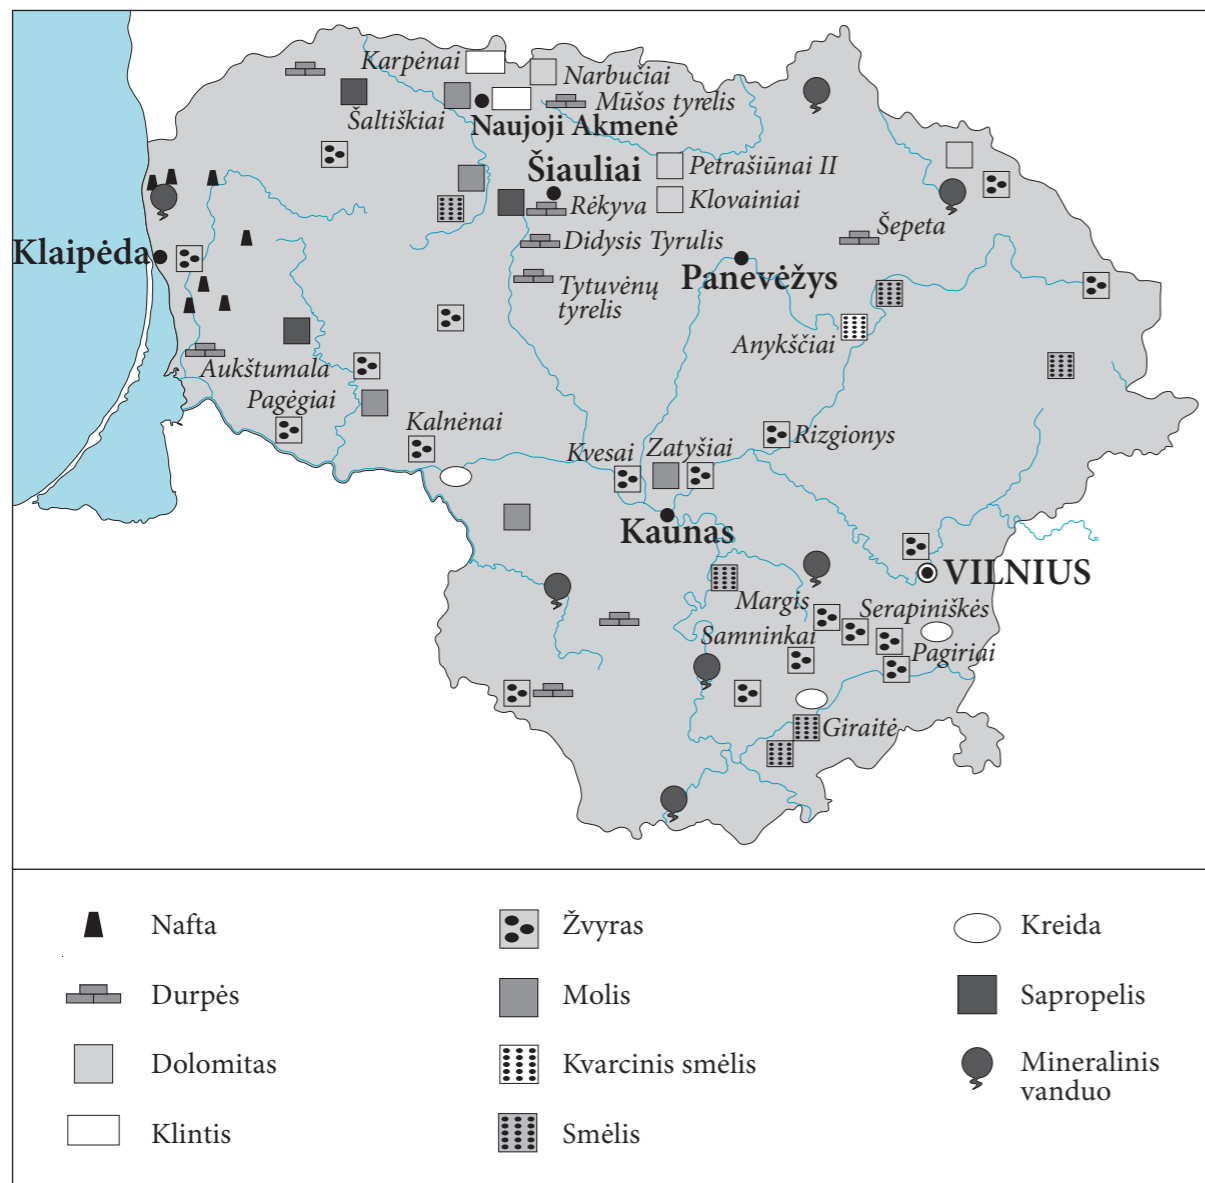 Karpėnai
Narbučiai
Mūšos tyrelis
Šaltiškiai
Naujoji Akmenė
Šiauliai
Petrašiūnai II
Klovainiai
Rėkyva
Šepeta
Klaipėda
Didysis Tyrulis
Panevėžys
Tytuvėnų
tyrelis
Anykščiai
Aukštumala
Pagėgiai
Kalnėnai
Rizgionys
Kvesai
Zatyšiai
Kaunas
VILNIUS
Margis
Serapiniškės
Samninkai
Pagiriai
Giraitė
Nafta
Žvyras
Kreida
Durpės
Molis
Sapropelis
Dolomitas
Kvarcinis smėlis
Mineralinis
vanduo
Klintis
Smėlis